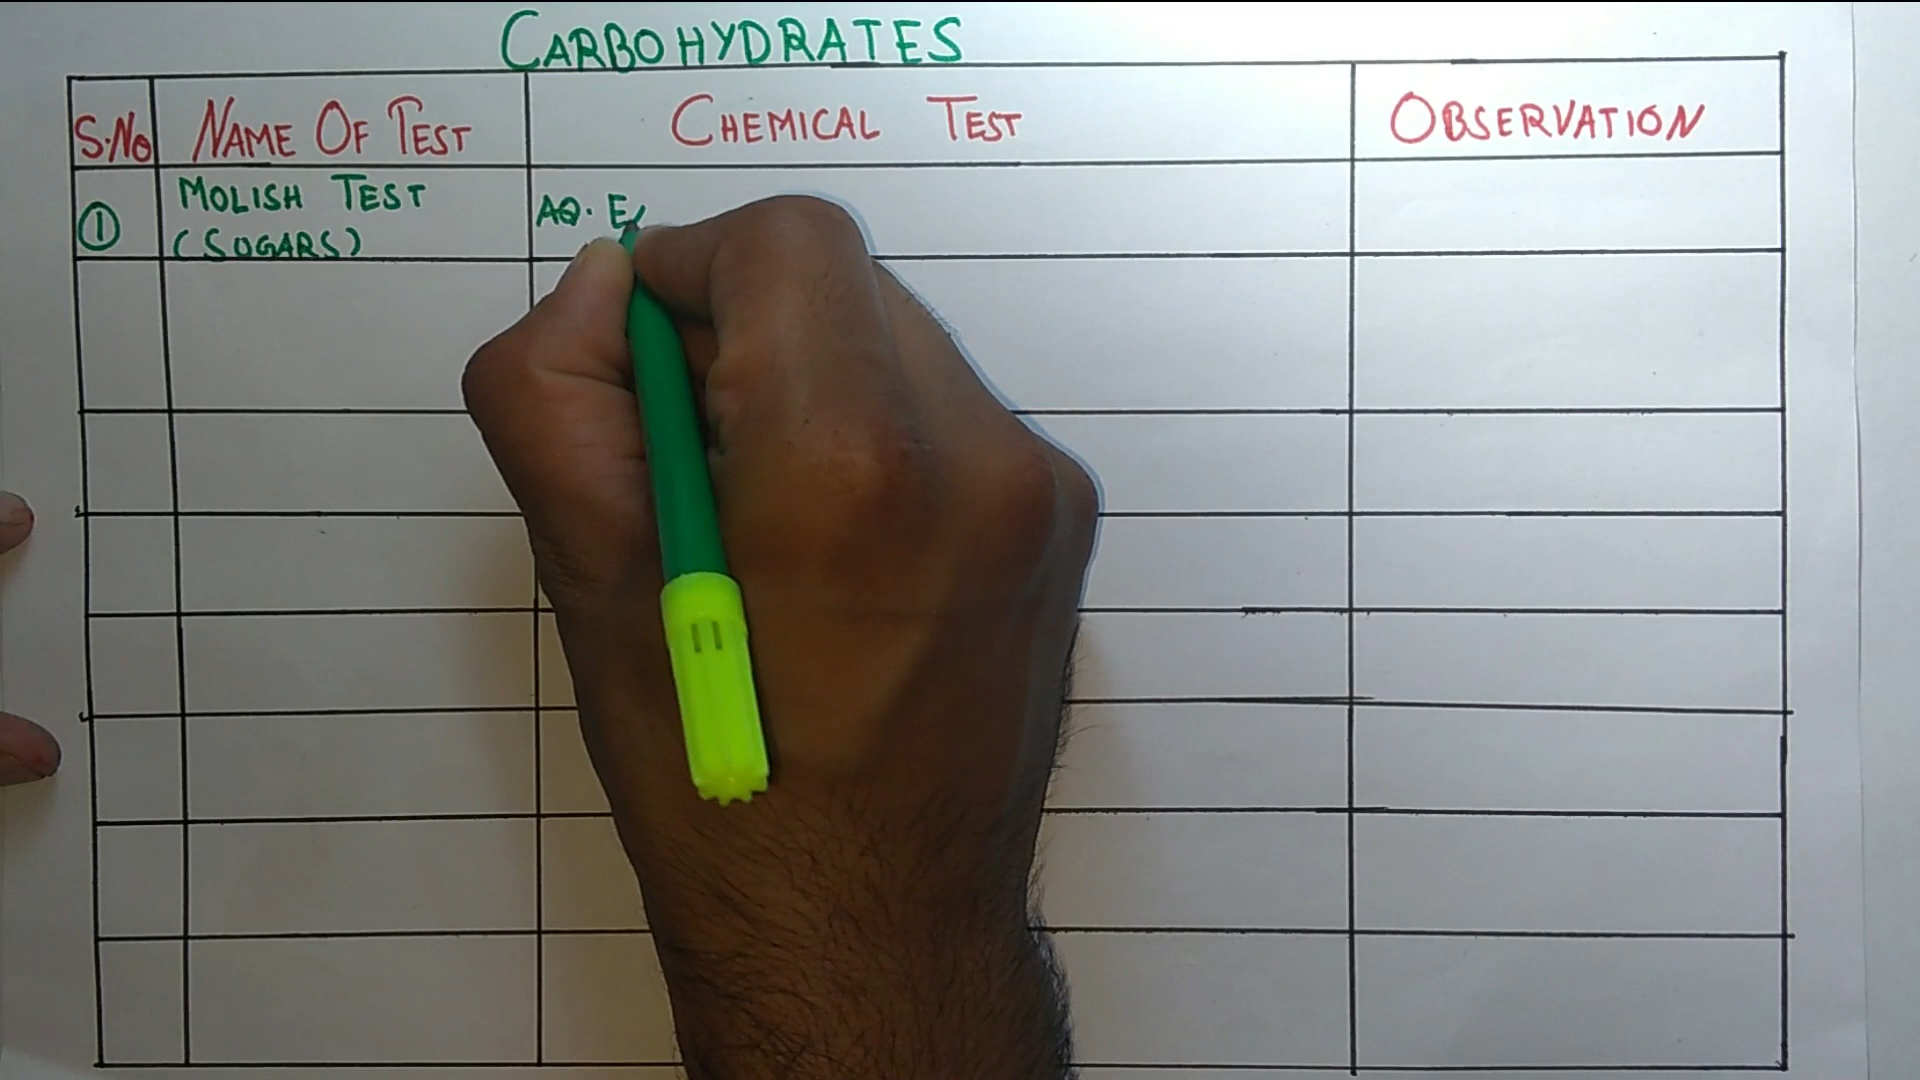 CARBOHYDRATES
S.NO NAME OF TEST CHEMICAL TEST OBSERVATION
1 MOLISH TEST AQ. E
(SUGARS)